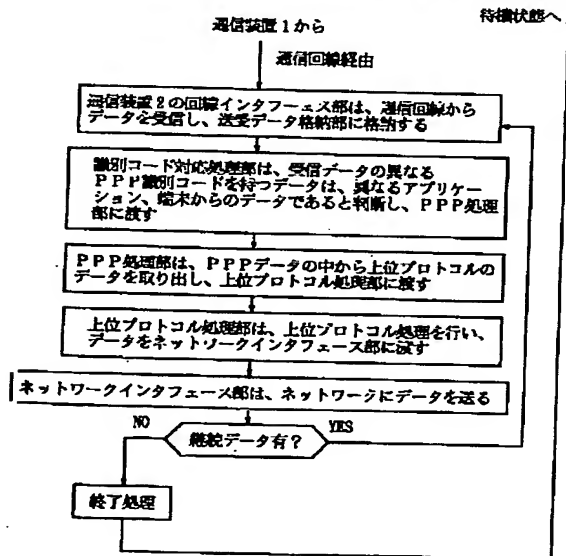 通信装置1から
待機状態へ
通信回線経由
通信装置2の回線インタフェース部は、通信回線から
データを受信し、送受データ格納部に格納する
識別コード対応処理部は、受信データの異なる
PPP識別コードを持つデータは、異なるアプリケー
ション、端末からのデータであると判断し、PPP処理
部に渡す
PPP処理部は、PPPデータの中から上位プロトコルの
データを取り出し、上位プロトコル処理部に渡す
上位プロトコル処理部は、上位プロトコル処理を行い、
データをネットワークインタフェース部に渡す
ネットワークインタフェース部は、ネットワークにデータを送る
NO
継続データ有?
YES
終了処理